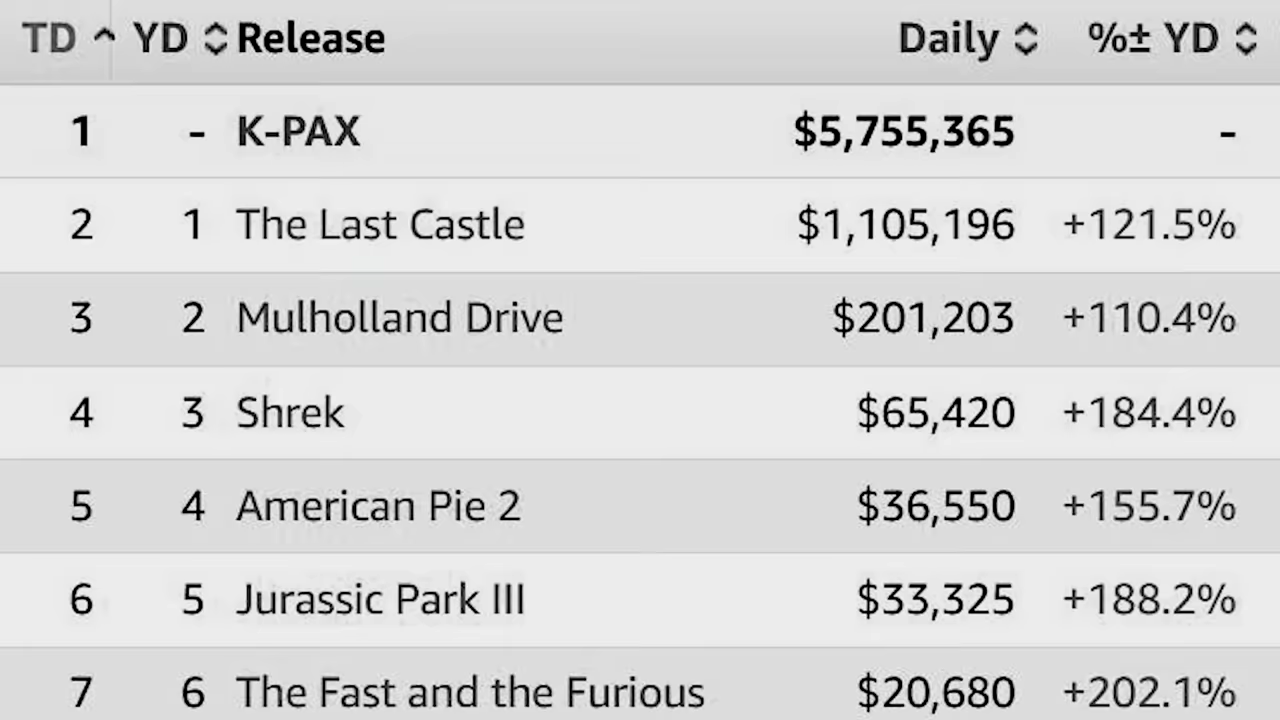 TD YD Release Daily %± YD
1 - K-PAX $5,755,365 -
2 1 The Last Castle $1,105,196 +121.5%
3 2 Mulholland Drive $201,203 +110.4%
4 3 Shrek $65,420 +184.4%
5 4 American Pie 2 $36,550 +155.7%
6 5 Jurassic Park III $33,325 +188.2%
7 6 The Fast and the Furious $20,680 +202.1%